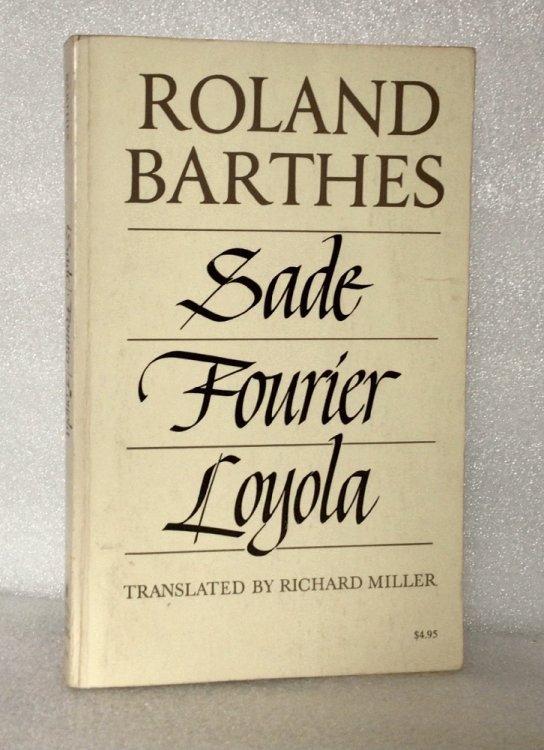 ROLAND
BARTHES
Sade
Fourier
Loyola
TRANSLATED BY RICHARD MILLER
$4.95